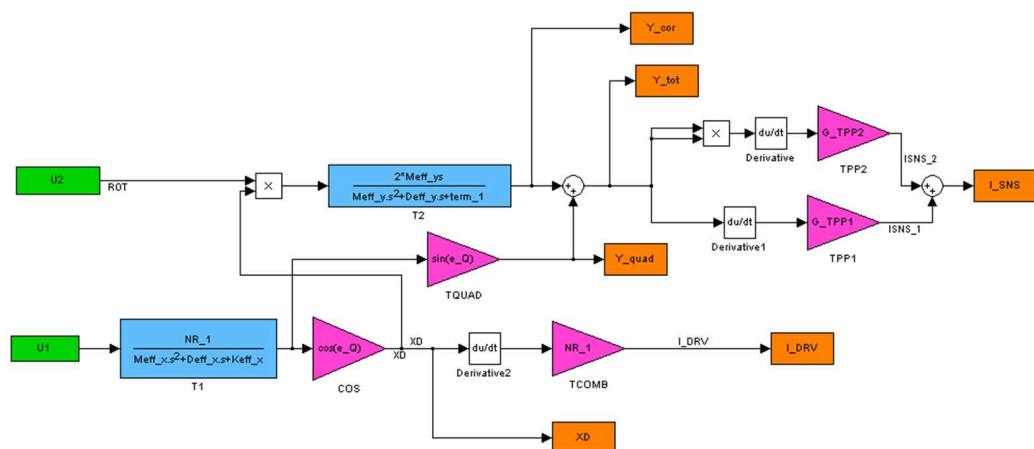 Y_cor
Y_tot
du/dt
Derivative
G_TPP2
TPP2
ISNS_2
I_SNS
U2
ROT
2*Meff_ys
Meff_y.s²+Deff_y.s+term_1
T2
du/dt
Derivative1
G_TPP1
TPP1
ISNS_1
sin(e_Q)
TQUAD
Y_quad
U1
NR_1
Meff_x.s²+Deff_x.s+Keff_x
T1
cos(e_Q)
COS
XD
XD
du/dt
Derivative2
NR_1
TCOMB
I_DRV
I_DRV
XD